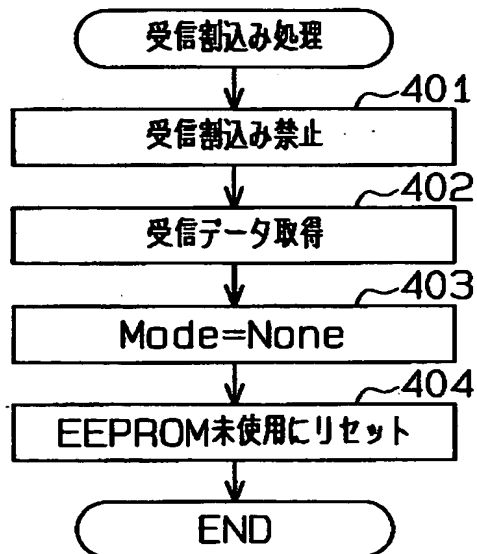 受信割込み処理
401
受信割込み禁止
402
受信データ取得
403
Mode=None
404
EEPROM未使用にリセット
END